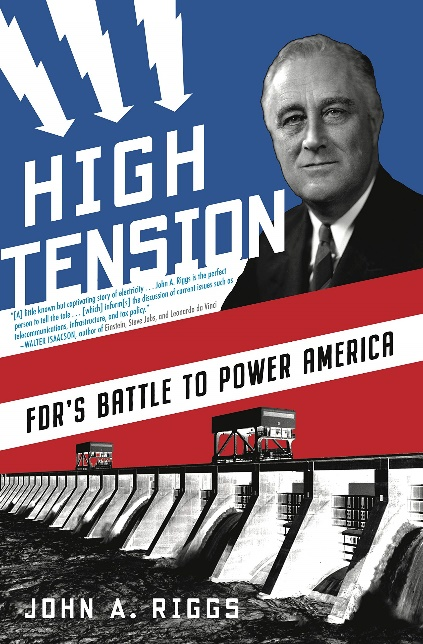 HIGH
TENSION
"[A] little known but captivating story of electricity . . . John A. Riggs is the perfect
person to tell the tale . . . [which] inform[s] the discussion of current issues such as
telecommunications, infrastructure, and tax policy."
—WALTER ISAACSON, author of Einstein, Steve Jobs, and Leonardo da Vinci
FDR'S BATTLE TO POWER AMERICA
JOHN A. RIGGS